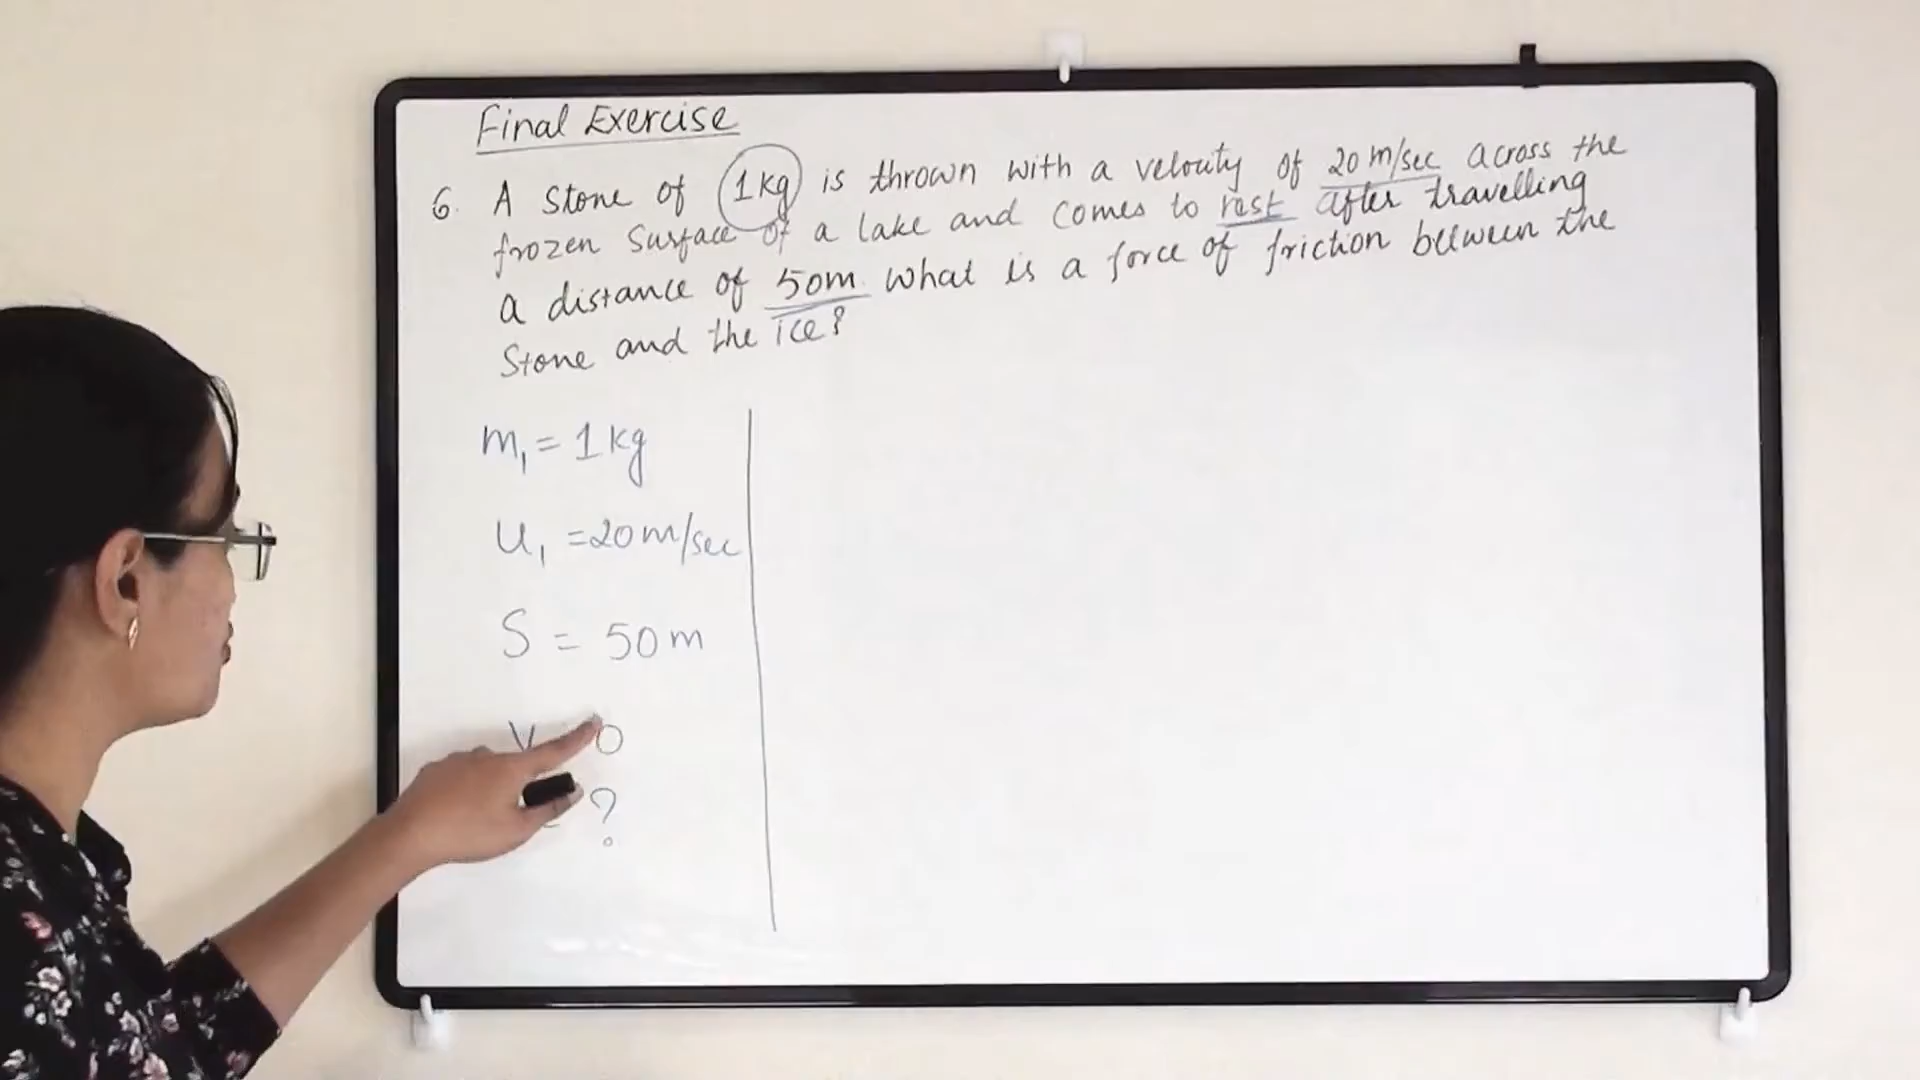 Final Exercise
6. A Stone of 1kg is thrown with a velouty of 20 m/sec across the
frozen Surface of a lake and comes to rest after travelling
a distance of 50m. What is a force of friction between the
Stone and the ice?
m₁ = 1 kg
u₁ = 20 m/sec
S = 50 m
V 0
?